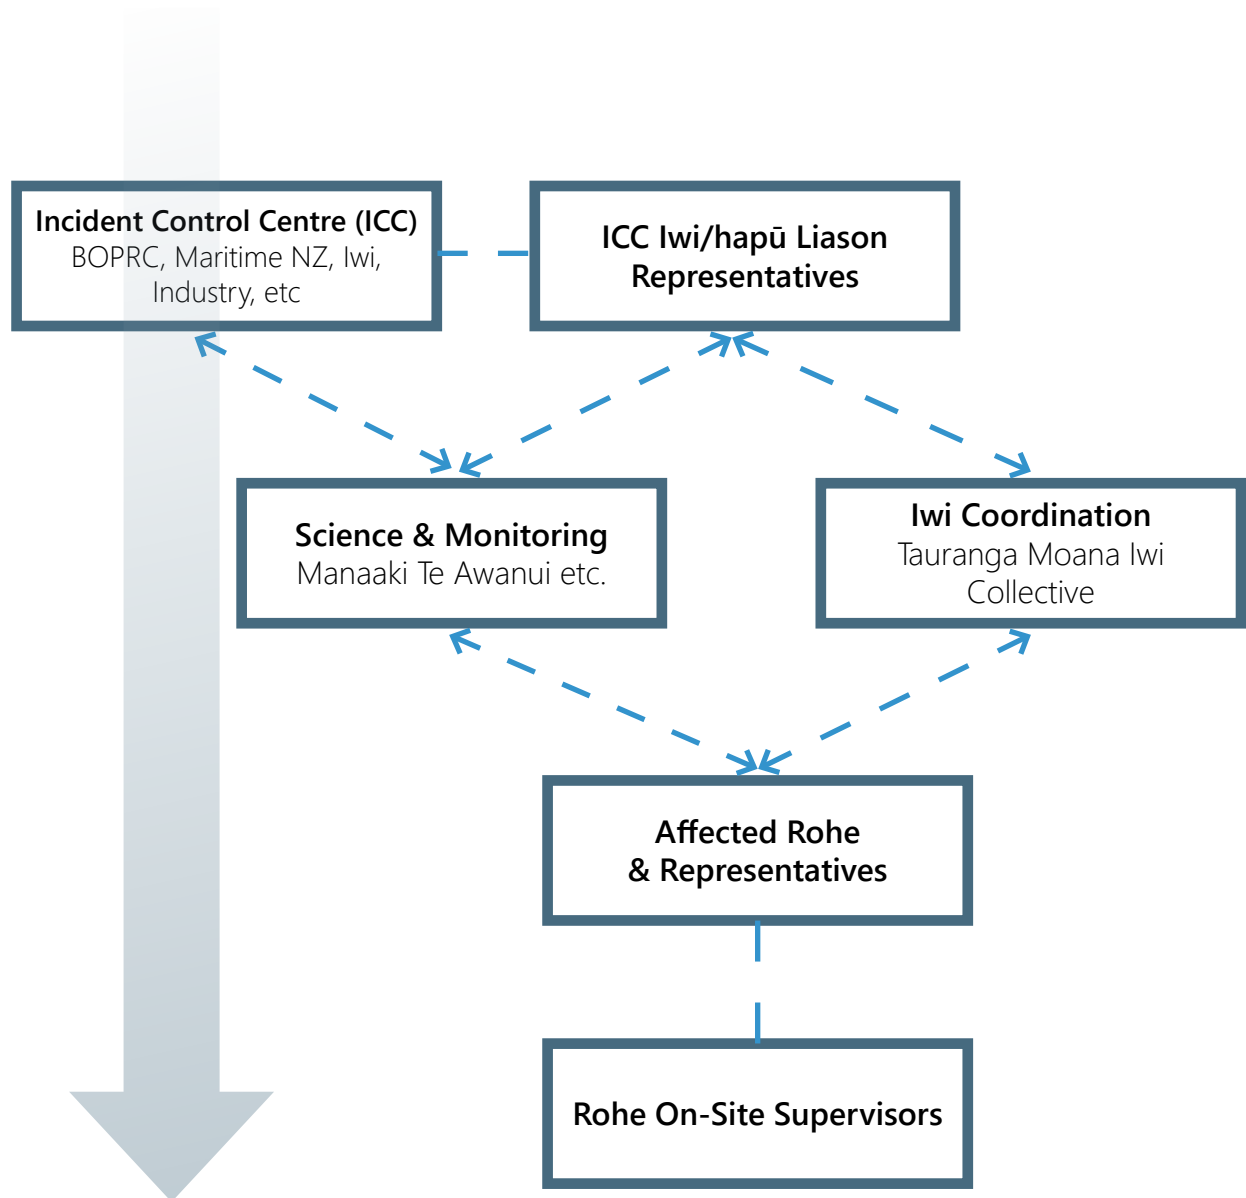 Incident Control Centre (ICC)
BOPRC, Maritime NZ, Iwi,
Industry, etc
ICC Iwi/hapū Liason
Representatives
Science & Monitoring
Manaaki Te Awanui etc.
Iwi Coordination
Tauranga Moana Iwi
Collective
Affected Rohe
& Representatives
Rohe On-Site Supervisors